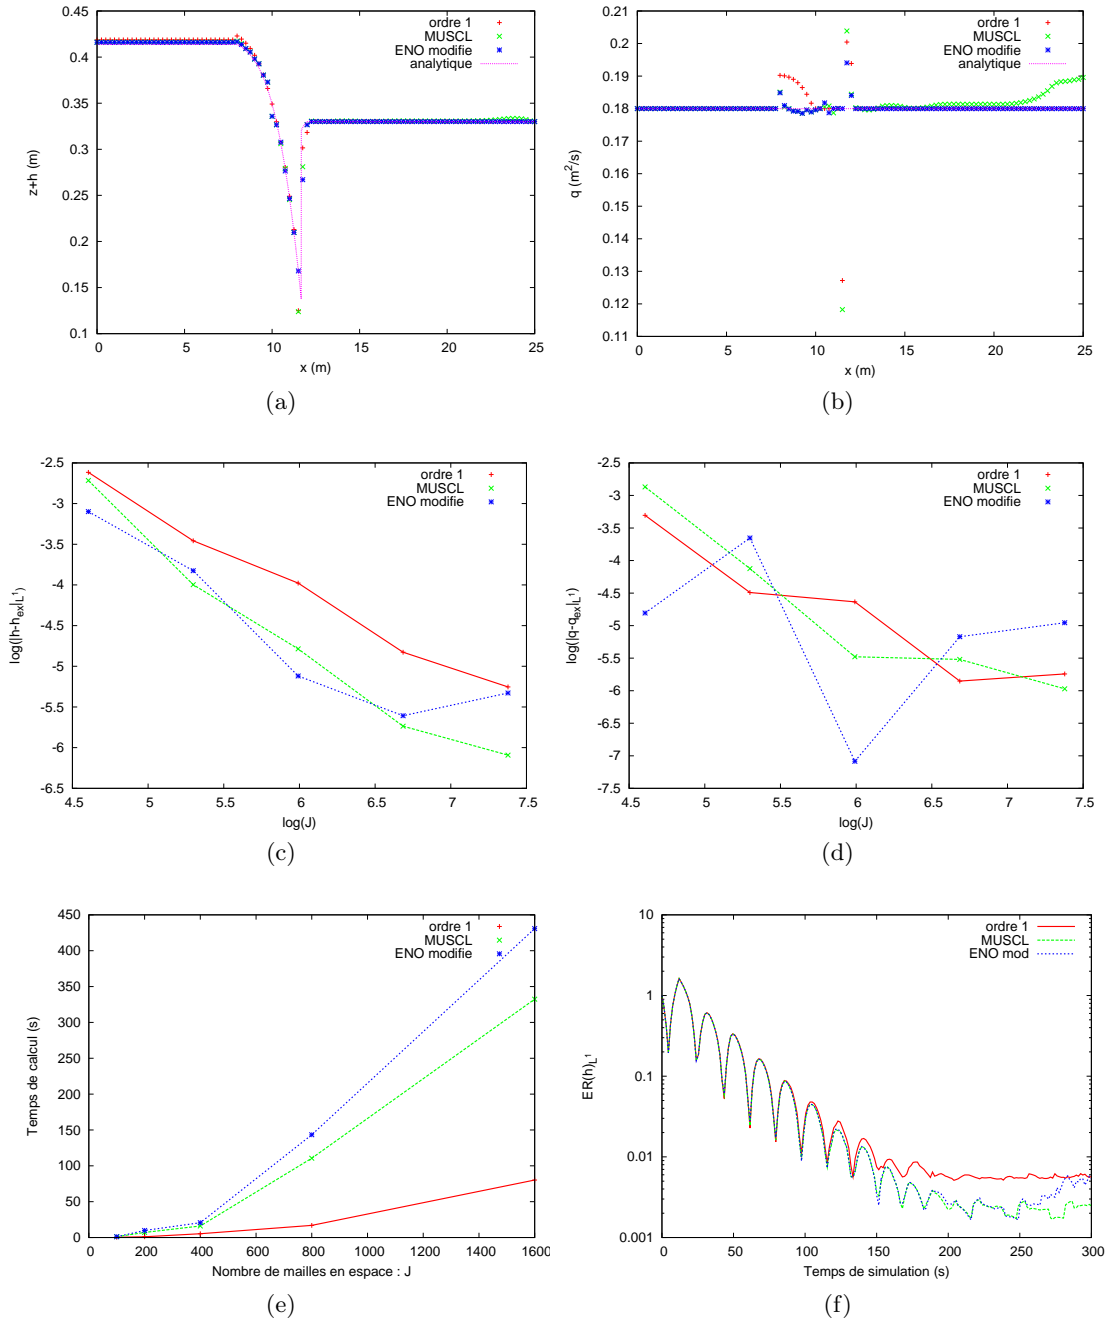 ordre 1
MUSCL
ENO modifie
analytique
0.45
0.4
0.35
0.3
0.25
0.2
0.15
0.1
z+h (m)
0 5 10 15 20 25
x (m)
(a)
ordre 1
MUSCL
ENO modifie
analytique
0.21
0.2
0.19
0.18
0.17
0.16
0.15
0.14
0.13
0.12
0.11
q (m²/s)
0 5 10 15 20 25
x (m)
(b)
ordre 1
MUSCL
ENO modifie
-2.5
-3
-3.5
-4
-4.5
-5
-5.5
-6
-6.5
log(|h-h_ex|_L¹)
4.5 5 5.5 6 6.5 7 7.5
log(J)
(c)
ordre 1
MUSCL
ENO modifie
-2.5
-3
-3.5
-4
-4.5
-5
-5.5
-6
-6.5
-7
-7.5
log(|q-q_ex|_L¹)
4.5 5 5.5 6 6.5 7 7.5
log(J)
(d)
ordre 1
MUSCL
ENO modifie
450
400
350
300
250
200
150
100
50
0
Temps de calcul (s)
0 200 400 600 800 1000 1200 1400 1600
Nombre de mailles en espace : J
(e)
ordre 1
MUSCL
ENO mod
10
1
0.1
0.01
0.001
ER(h)_L¹
0 50 100 150 200 250 300
Temps de simulation (s)
(f)